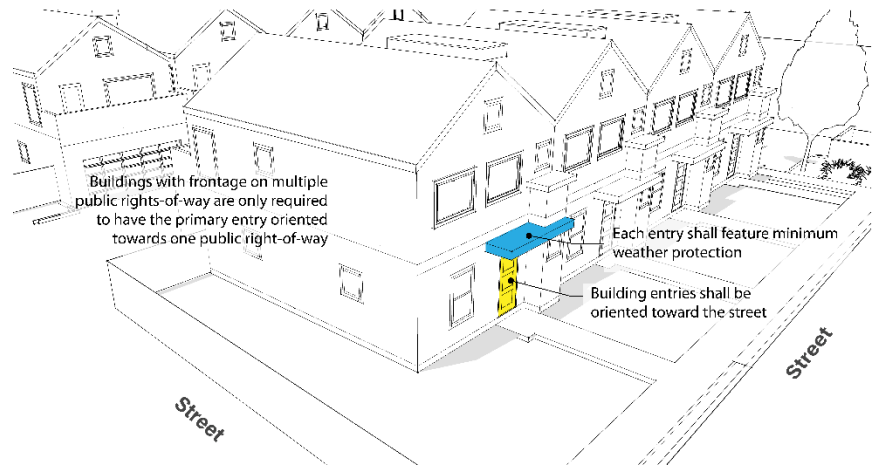 Buildings with frontage on multiple
public rights-of-way are only required
to have the primary entry oriented
towards one public right-of-way
Each entry shall feature minimum
weather protection
Building entries shall be
oriented toward the street
Street
Street